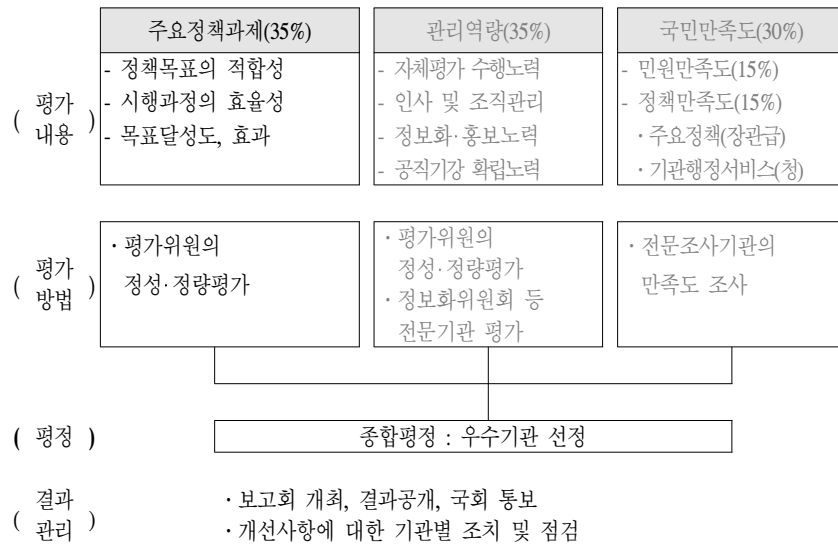 주요정책과제(35%)
- 정책목표의 적합성
- 시행과정의 효율성
- 목표달성도, 효과
관리역량(35%)
- 자체평가 수행노력
- 인사 및 조직관리
- 정보화·홍보노력
- 공직기강 확립노력
국민만족도(30%)
- 민원만족도(15%)
- 정책만족도(15%)
· 주요정책(장관급)
· 기관행정서비스(청)
( 평가
내용 )
( 평가
방법 )
· 평가위원의
정성·정량평가
· 평가위원의
정성·정량평가
· 정보화위원회 등
전문기관 평가
· 전문조사기관의
만족도 조사
( 평정 )
종합평정 : 우수기관 선정
( 결과
관리 )
· 보고회 개최, 결과공개, 국회 통보
· 개선사항에 대한 기관별 조치 및 점검